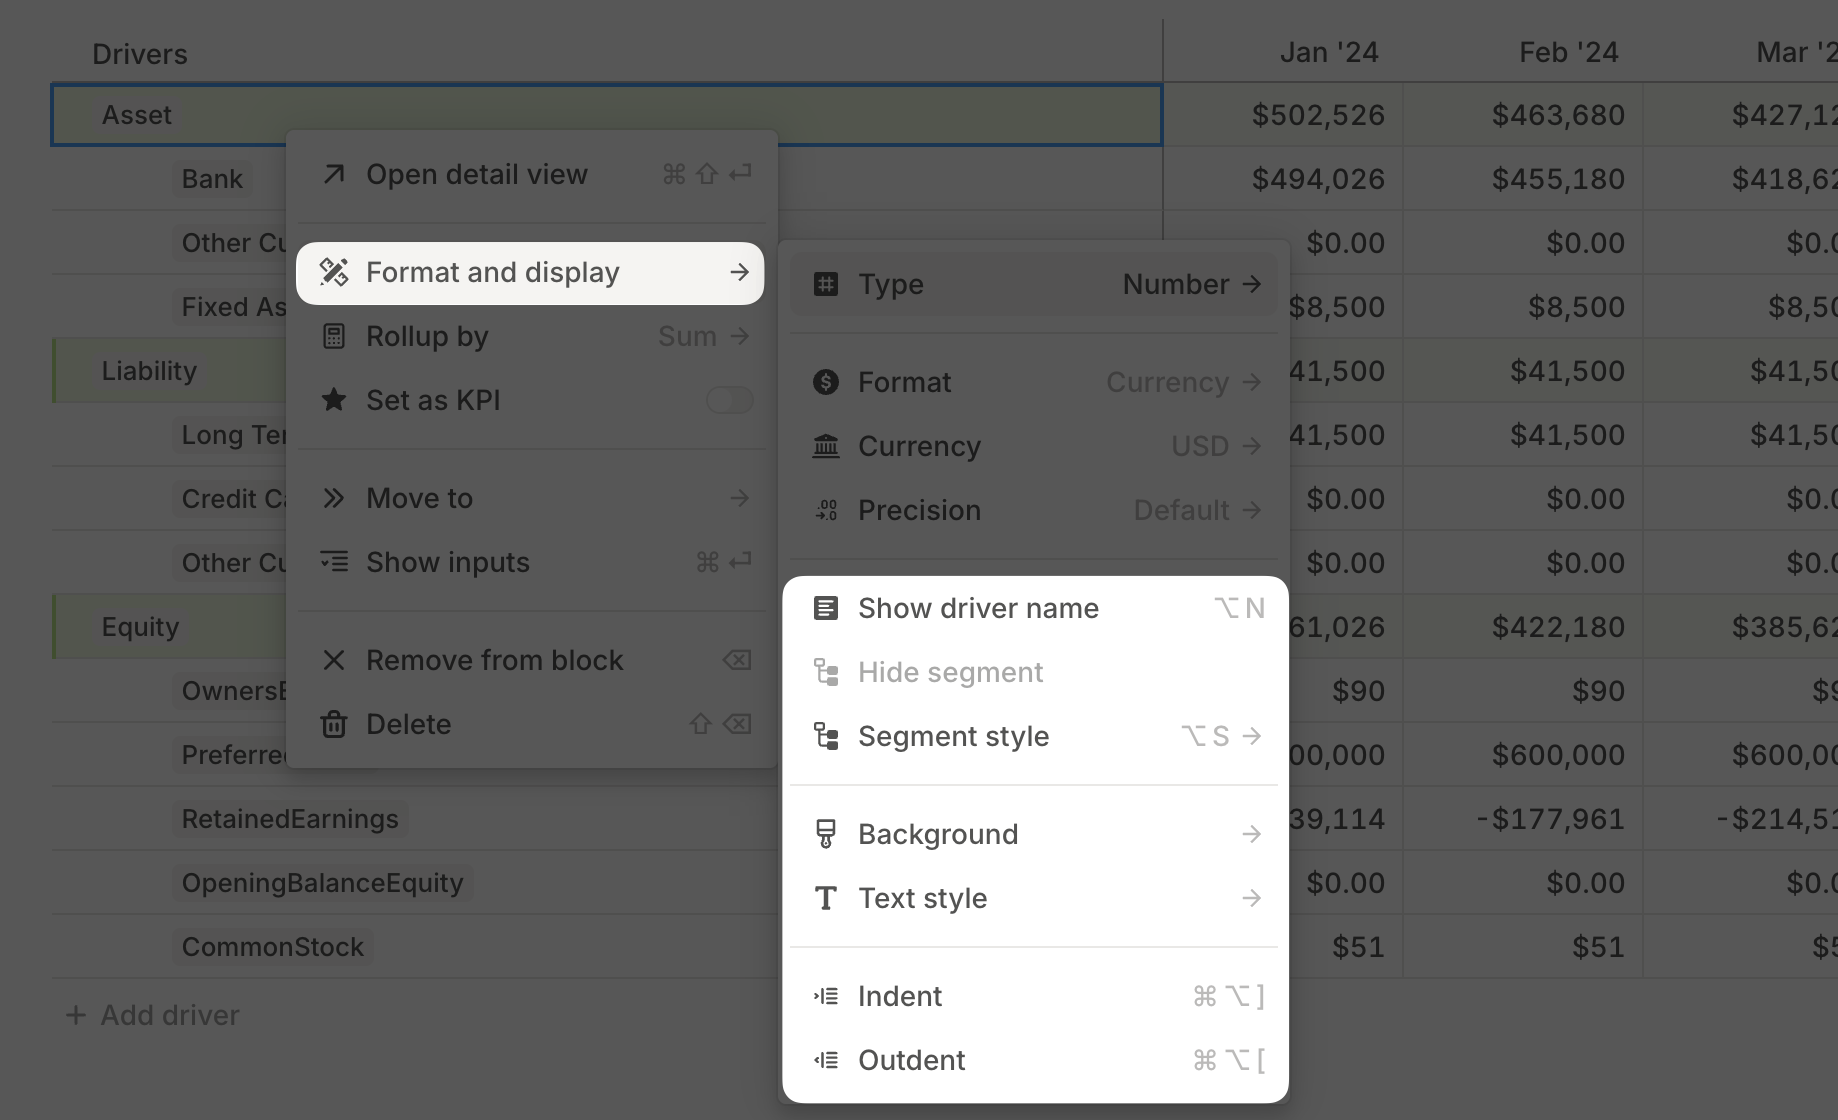 Drivers Jan '24 Feb '24 Mar '2
Asset $502,526 $463,680 $427,12
Bank $494,026 $455,180 $418,62
Other Cu $0.00 $0.00 $0.0
Fixed As $8,500 $8,500 $8,50
Liability 41,500 $41,500 $41,5
Long Ter 41,500 $41,500 $41,5
Credit Ca $0.00 $0.00 $0.0
Other Cu $0.00 $0.00 $0.0
Equity 61,026 $422,180 $385,62
OwnersE $90 $90 $9
Preferre 00,000 $600,000 $600,00
RetainedEarnings 39,114 -$177,961 -$214,51
OpeningBalanceEquity $0.00 $0.00 $0.0
CommonStock $51 $51 $5
+ Add driver
Open detail view ⌘ ⇧ ↵
Format and display →
Rollup by Sum →
Set as KPI
Move to →
Show inputs ⌘ ↵
Remove from block ⌫
Delete ⇧ ⌫
Type Number →
Format Currency →
Currency USD →
Precision Default →
Show driver name ⌥ N
Hide segment
Segment style ⌥ S →
Background →
Text style →
Indent ⌘ ⌥ ]
Outdent ⌘ ⌥ [